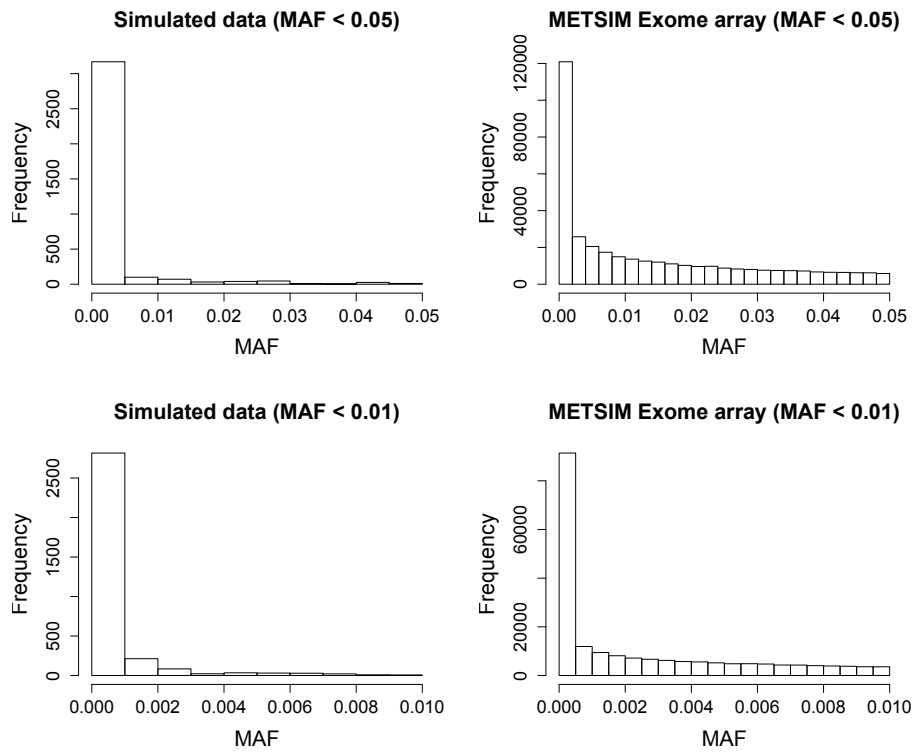 Simulated data (MAF < 0.05)
Frequency
0 500 1500 2500
0.00 0.01 0.02 0.03 0.04 0.05
MAF
METSIM Exome array (MAF < 0.05)
Frequency
0 40000 80000 120000
0.00 0.01 0.02 0.03 0.04 0.05
MAF
Simulated data (MAF < 0.01)
Frequency
0 500 1500 2500
0.000 0.002 0.004 0.006 0.010
MAF
METSIM Exome array (MAF < 0.01)
Frequency
0 20000 60000
0.000 0.002 0.004 0.006 0.010
MAF